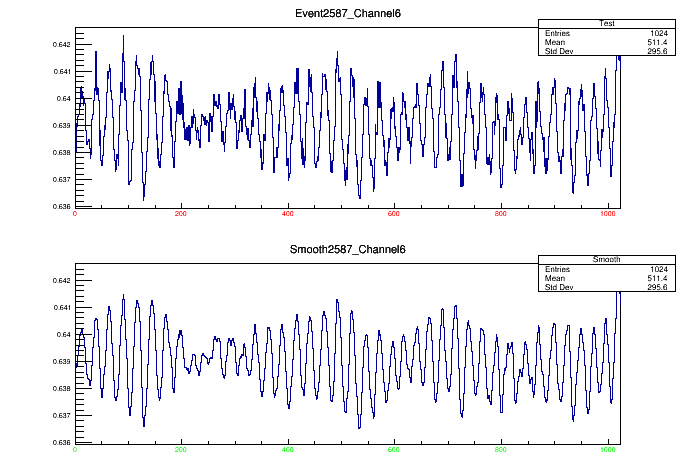 Event2587_Channel6
Test
Entries 1024
Mean 511.4
Std Dev 295.6
0.642
0.641
0.64
0.639
0.638
0.637
0.636
0 200 400 600 800 1000
Smooth2587_Channel6
Smooth
Entries 1024
Mean 511.4
Std Dev 295.6
0.642
0.641
0.64
0.639
0.638
0.637
0.636
0 200 400 600 800 1000